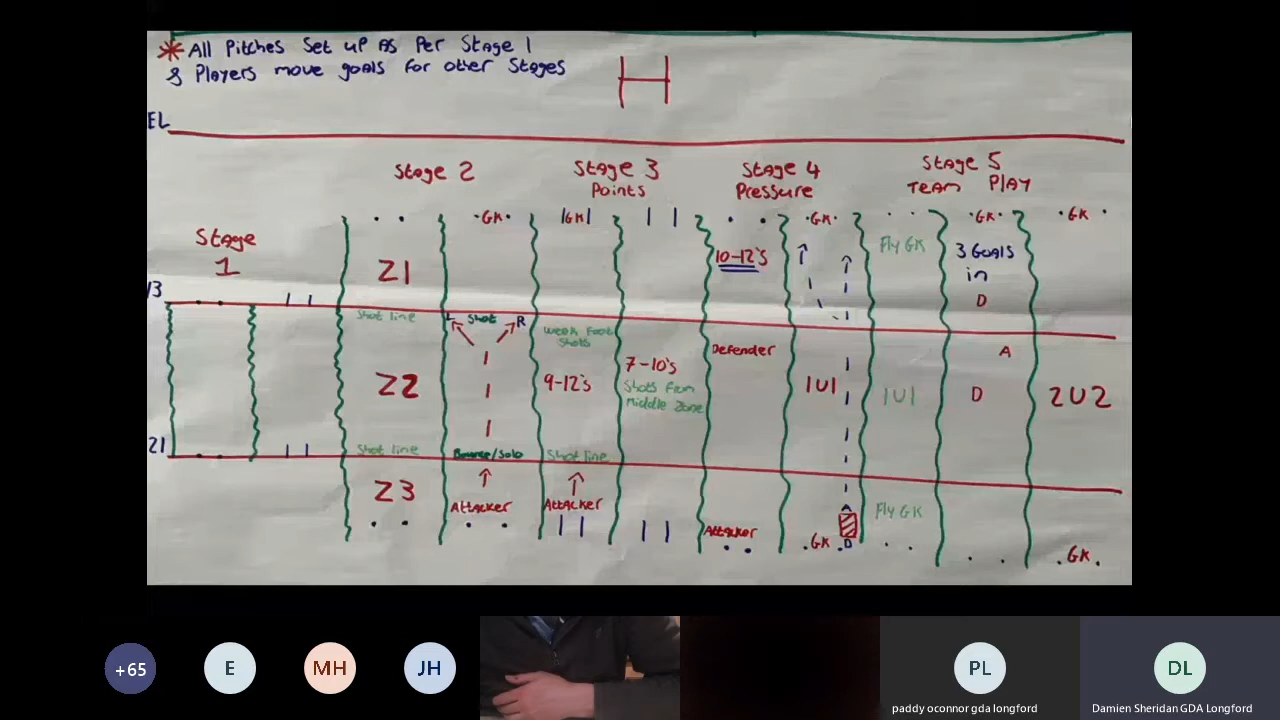 * All Pitches Set up As Per Stage 1
& Players move goals for other Stages
EL
Stage 2
Stage 3
Points
Stage 4
Pressure
Stage 5
TEAM PLAY
Stage
1
GK
GK
GK
GK
GK
Z1
10-12's
Fly GK
3 GOALS
in
D
13
Shot line
L Shot R
Week Foot
Shots
Defender
A
Z2
9-12's
7-10's
Shots From
Middle Zone
1U1
1U1
D
2U2
21
Shot line
Bounce/Solo
Shot line
Z3
Attacker
Attacker
Attacker
GK
A
D
Fly GK
GK
+65
E
MH
JH
PL
DL
paddy oconnor gda longford
Damien Sheridan GDA Longford